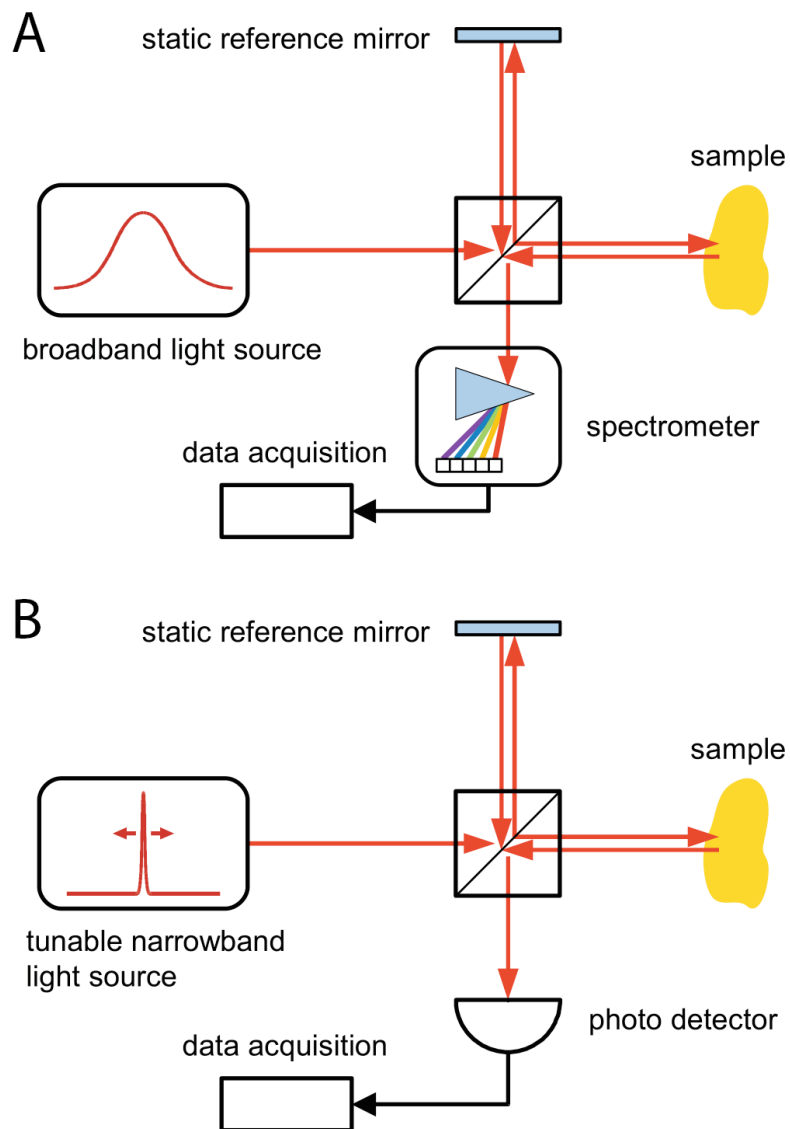 A
static reference mirror
sample
broadband light source
spectrometer
data acquisition
B
static reference mirror
sample
tunable narrowband
light source
photo detector
data acquisition